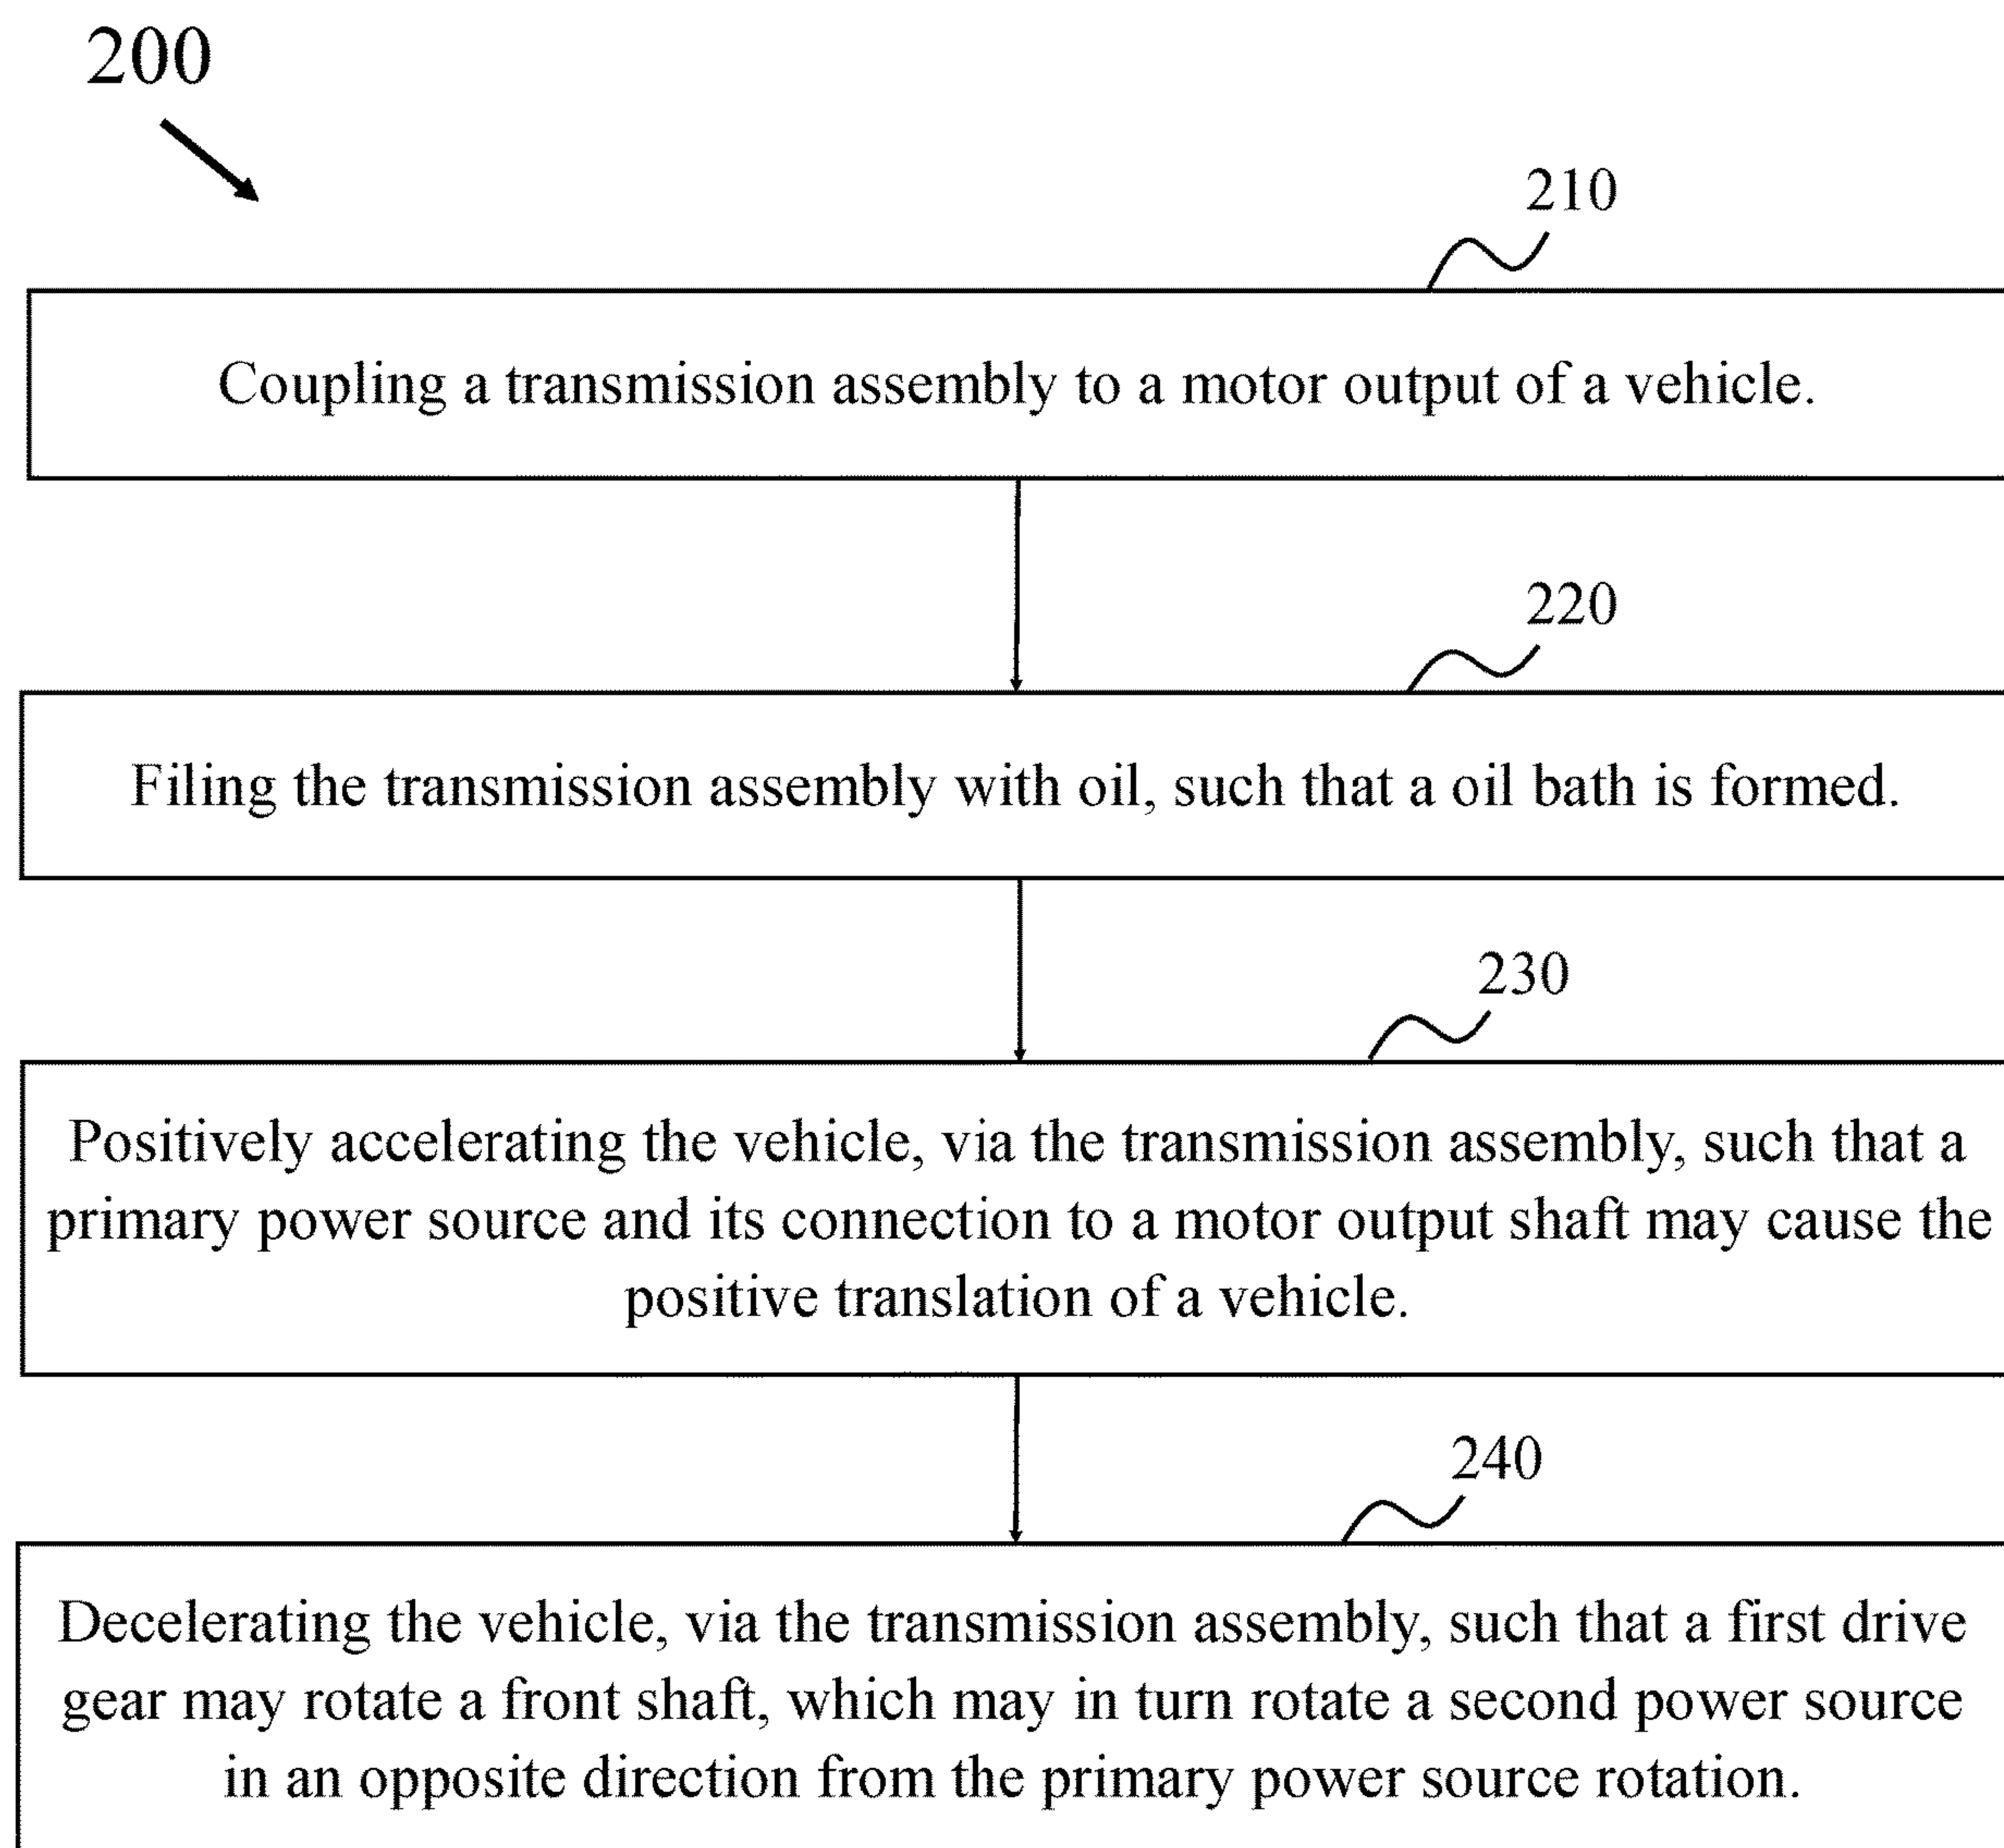 200
210
Coupling a transmission assembly to a motor output of a vehicle.
220
Filing the transmission assembly with oil, such that a oil bath is formed.
230
Positively accelerating the vehicle, via the transmission assembly, such that a
primary power source and its connection to a motor output shaft may cause the
positive translation of a vehicle.
240
Decelerating the vehicle, via the transmission assembly, such that a first drive
gear may rotate a front shaft, which may in turn rotate a second power source
in an opposite direction from the primary power source rotation.